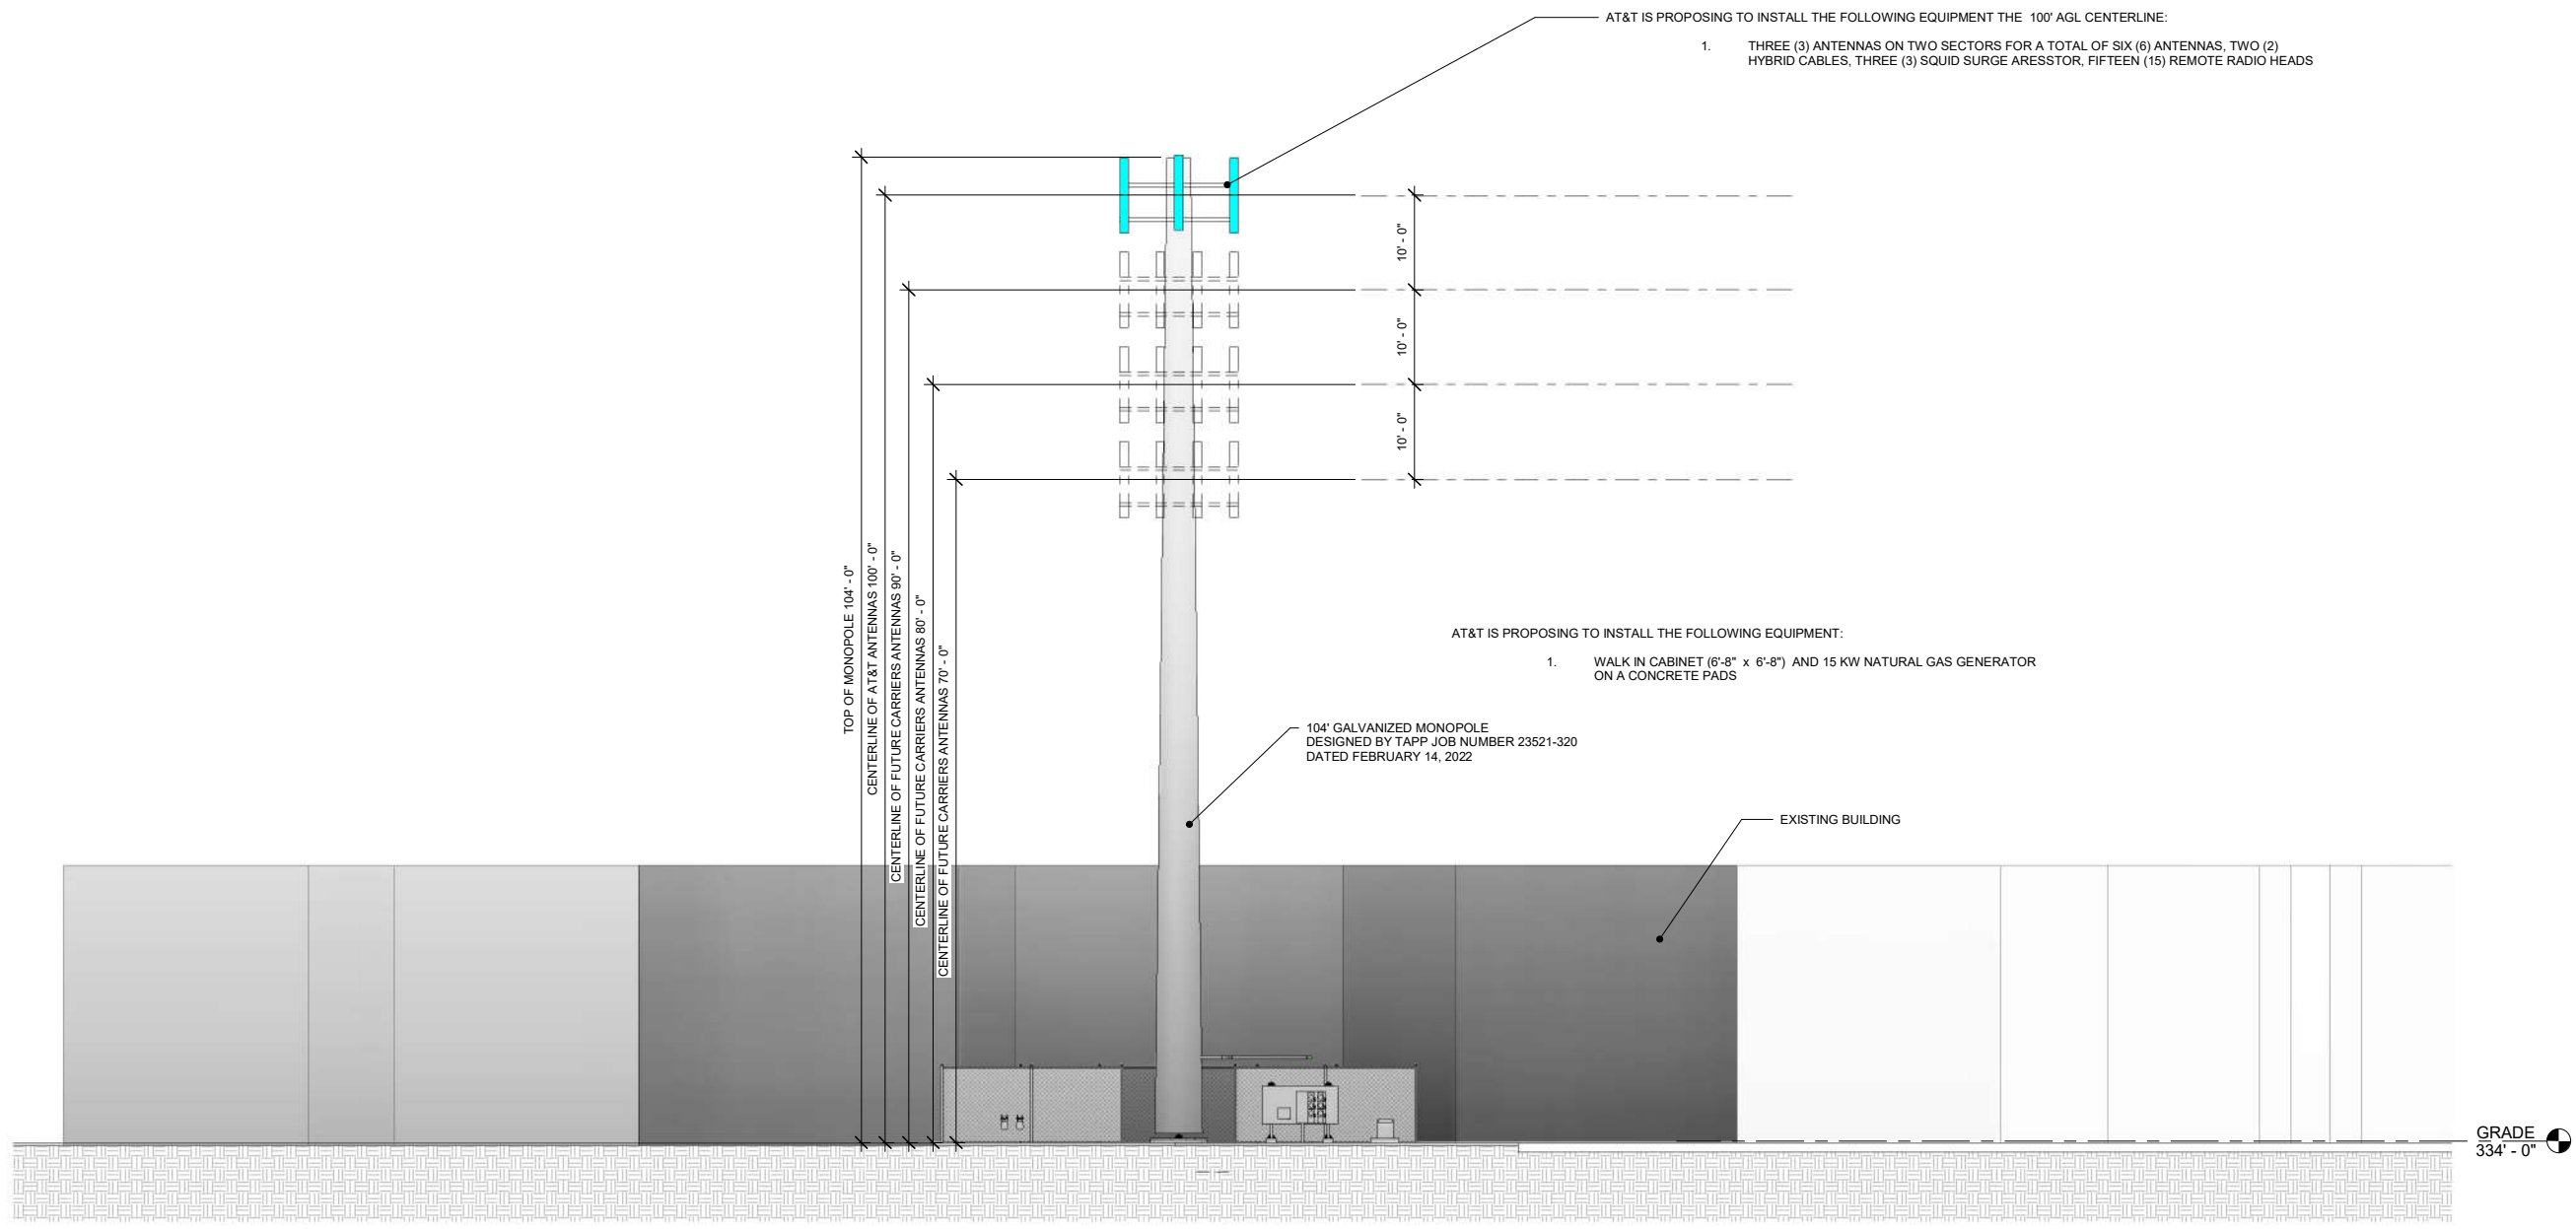 AT&T IS PROPOSING TO INSTALL THE FOLLOWING EQUIPMENT THE 100' AGL CENTERLINE:
1. THREE (3) ANTENNAS ON TWO SECTORS FOR A TOTAL OF SIX (6) ANTENNAS, TWO (2)
HYBRID CABLES, THREE (3) SQUID SURGE ARESSTOR, FIFTEEN (15) REMOTE RADIO HEADS
10' - 0"
10' - 0"
10' - 0"
TOP OF MONOPOLE 104' - 0"
CENTERLINE OF AT&T ANTENNAS 100' - 0"
CENTERLINE OF FUTURE CARRIERS ANTENNAS 90' - 0"
CENTERLINE OF FUTURE CARRIERS ANTENNAS 80' - 0"
CENTERLINE OF FUTURE CARRIERS ANTENNAS 70' - 0"
AT&T IS PROPOSING TO INSTALL THE FOLLOWING EQUIPMENT:
1. WALK IN CABINET (6'-8" x 6'-8") AND 15 KW NATURAL GAS GENERATOR
ON A CONCRETE PADS
104' GALVANIZED MONOPOLE
DESIGNED BY TAPP JOB NUMBER 23521-320
DATED FEBRUARY 14, 2022
EXISTING BUILDING
GRADE
334' - 0"